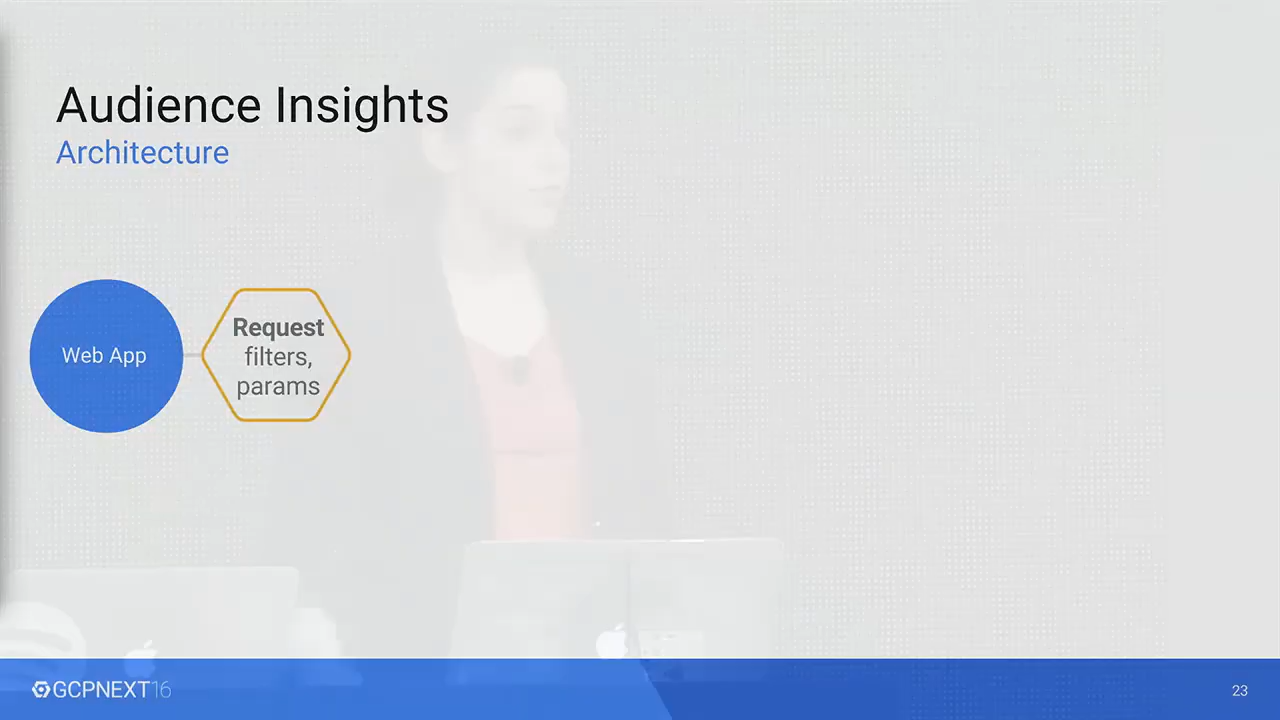 Audience Insights
Architecture
Web App
Request
filters,
params
GCPNEXT16
23